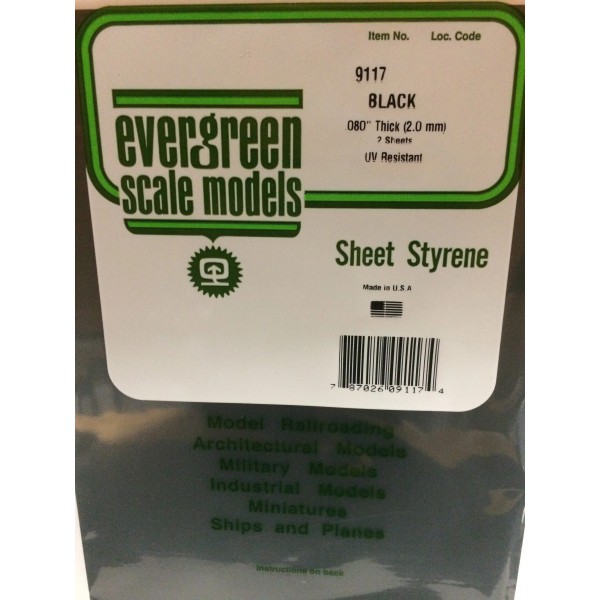 Item No. Loc. Code
9117
BLACK
.080" Thick (2.0 mm)
2 Sheets
UV Resistant
evergreen
scale models
Sheet Styrene
Made in U.S.A
7 87026 09117 4
Model Railroading
Architectural Models
Military Models
Industrial Models
Miniatures
Ships and Planes
Instructions on back